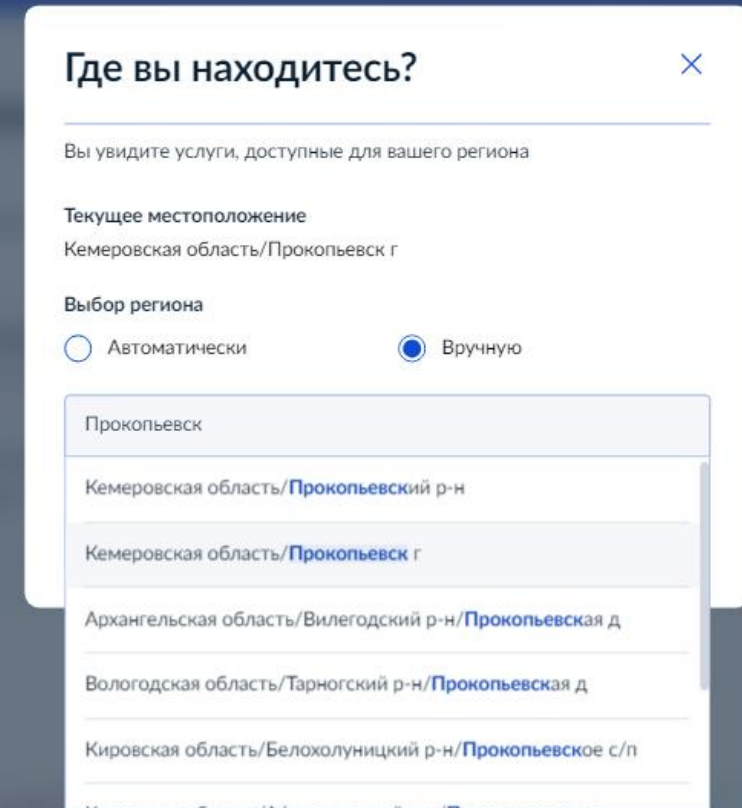 Где вы находитесь?
Вы увидите услуги, доступные для вашего региона
Текущее местоположение
Кемеровская область/Прокопьевск г
Выбор региона
Автоматически
Вручную
Прокопьевск
Кемеровская область/Прокопьевский р-н
Кемеровская область/Прокопьевск г
Архангельская область/Вилегодский р-н/Прокопьевская д
Вологодская область/Тарногский р-н/Прокопьевская д
Кировская область/Белохолуницкий р-н/Прокопьевское с/п